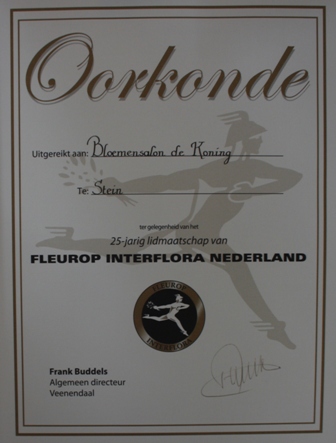 Oorkonde
Uitgereikt aan: Bloemensalon de Koning
Te: Stein
ter gelegenheid van het
25-jarig lidmaatschap van
FLEUROP INTERFLORA NEDERLAND
FLEUROP
INTERFLORA
Frank Buddels
Algemeen directeur
Veenendaal